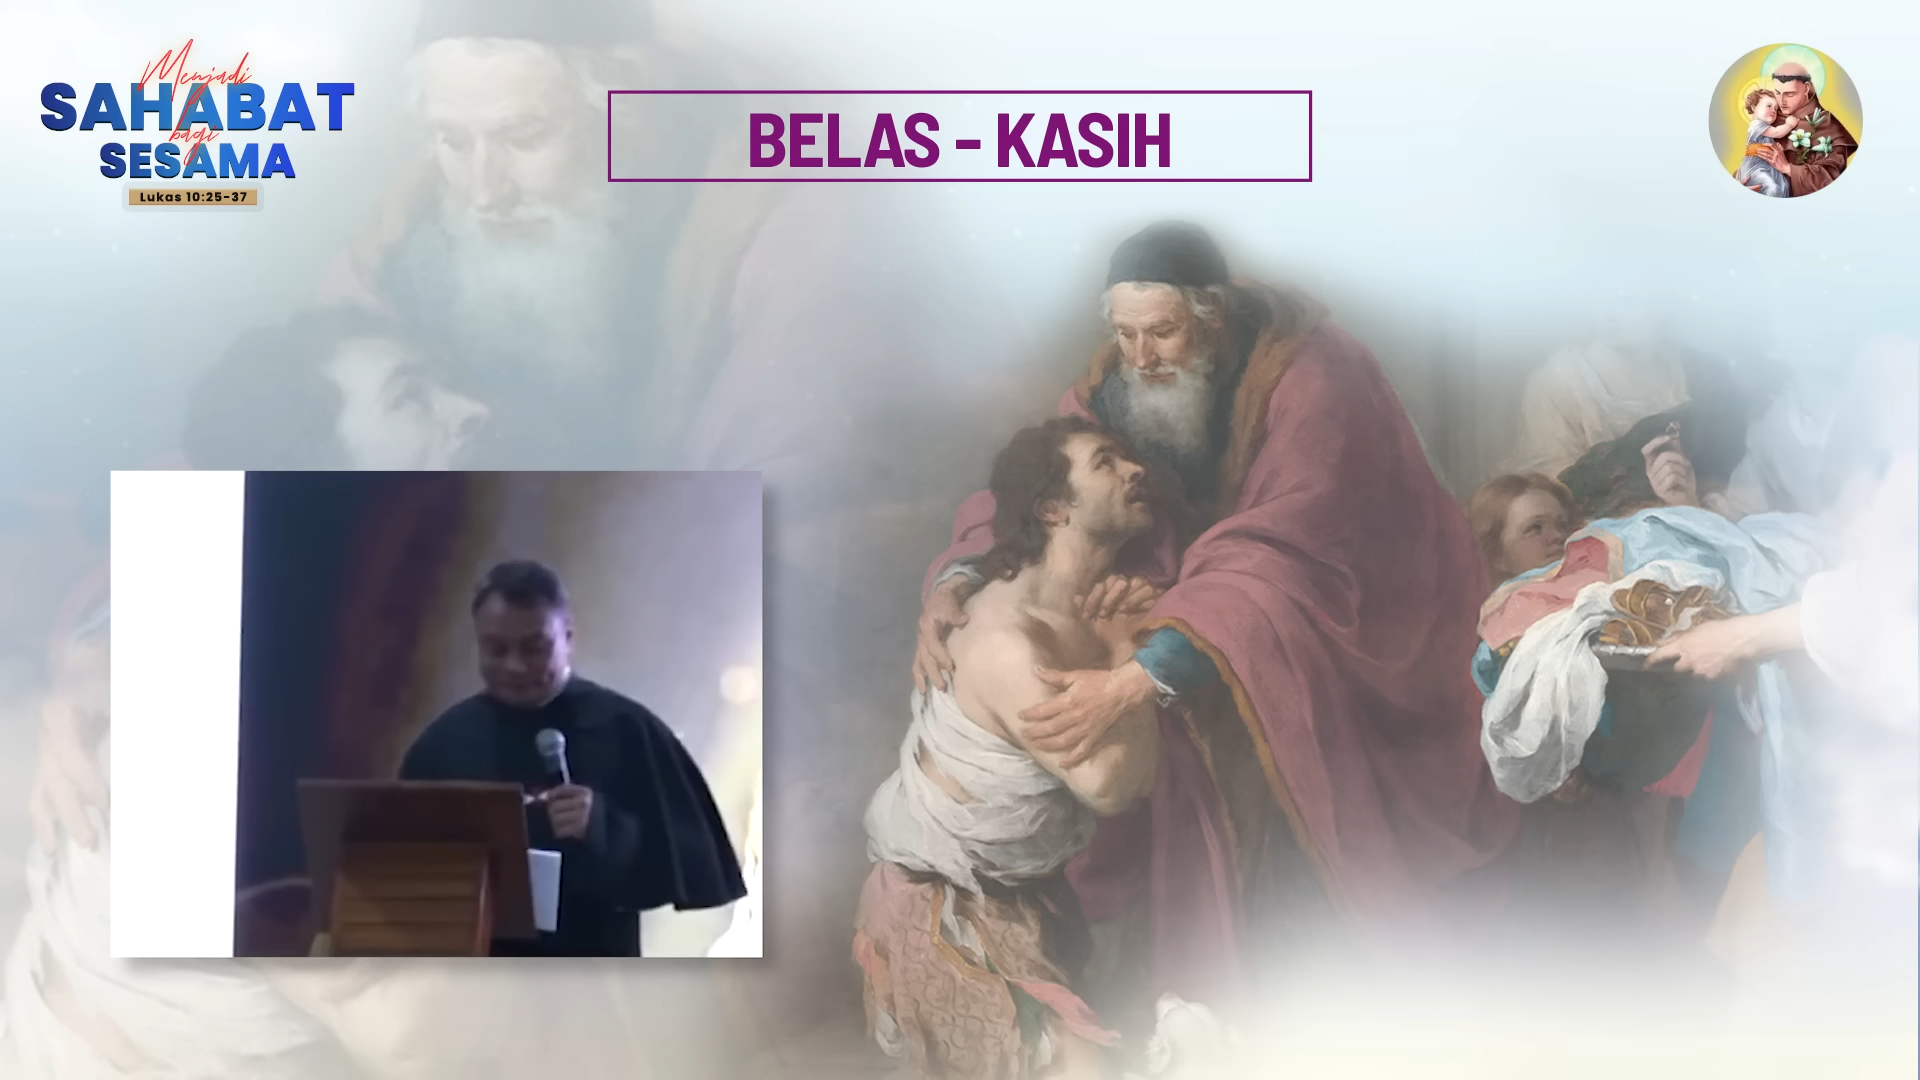 Menjadi
SAHABAT
bagi
SESAMA
Lukas 10:25-37
BELAS - KASIH